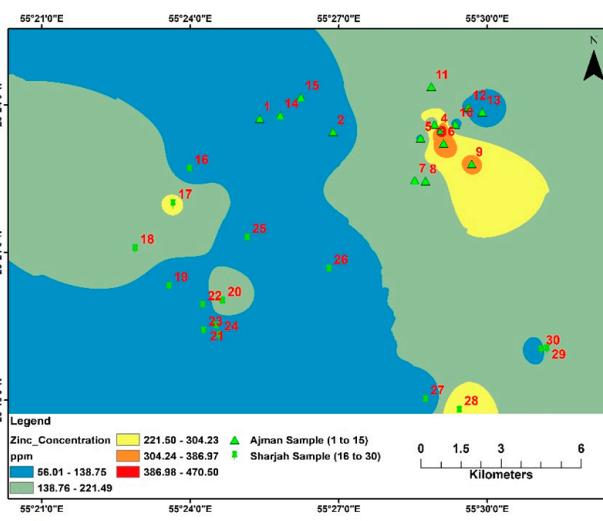 55°21'0"E 55°24'0"E 55°27'0"E 55°30'0"E
N
11
15
12 13
1 14
4 10
2
5 3 6
9
16
7 8
17
25
18
26
19
22 20
23 24
21
30
29
27
28
Legend
Zinc_Concentration
ppm
56.01 - 138.75
138.76 - 221.49
221.50 - 304.23
304.24 - 386.97
386.98 - 470.50
Ajman Sample (1 to 15)
Sharjah Sample (16 to 30)
0 1.5 3 6
Kilometers
55°21'0"E 55°24'0"E 55°27'0"E 55°30'0"E